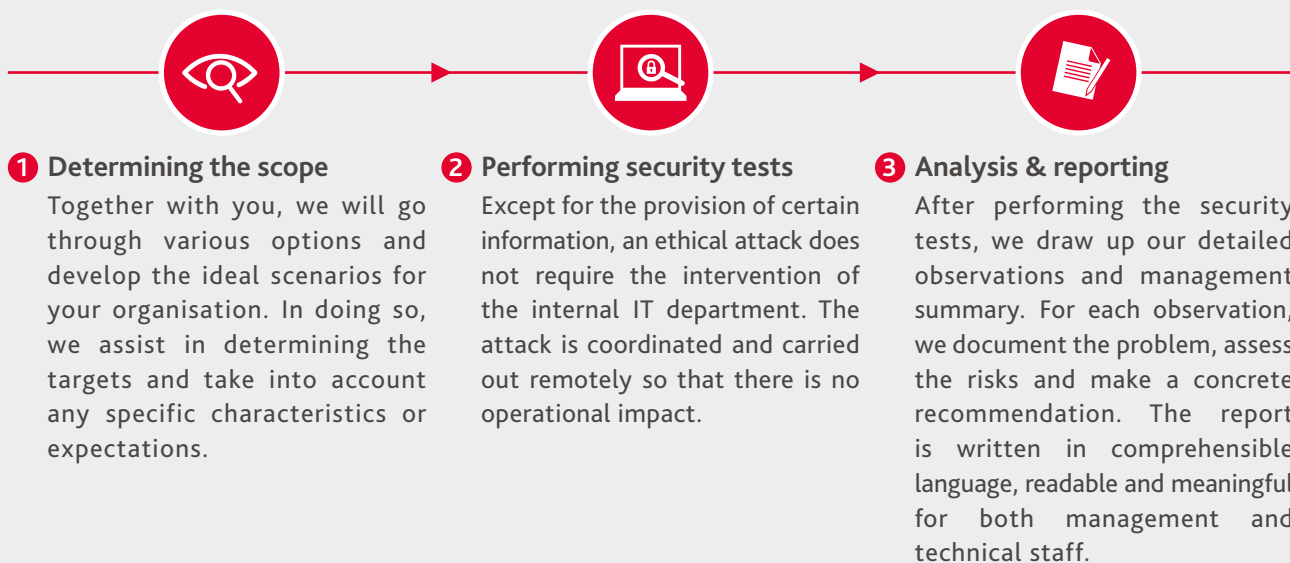 1 Determining the scope
Together with you, we will go
through various options and
develop the ideal scenarios for
your organisation. In doing so,
we assist in determining the
targets and take into account
any specific characteristics or
expectations.
2 Performing security tests
Except for the provision of certain
information, an ethical attack does
not require the intervention of
the internal IT department. The
attack is coordinated and carried
out remotely so that there is no
operational impact.
3 Analysis & reporting
After performing the security
tests, we draw up our detailed
observations and management
summary. For each observation,
we document the problem, assess
the risks and make a concrete
recommendation. The report
is written in comprehensible
language, readable and meaningful
for both management and
technical staff.